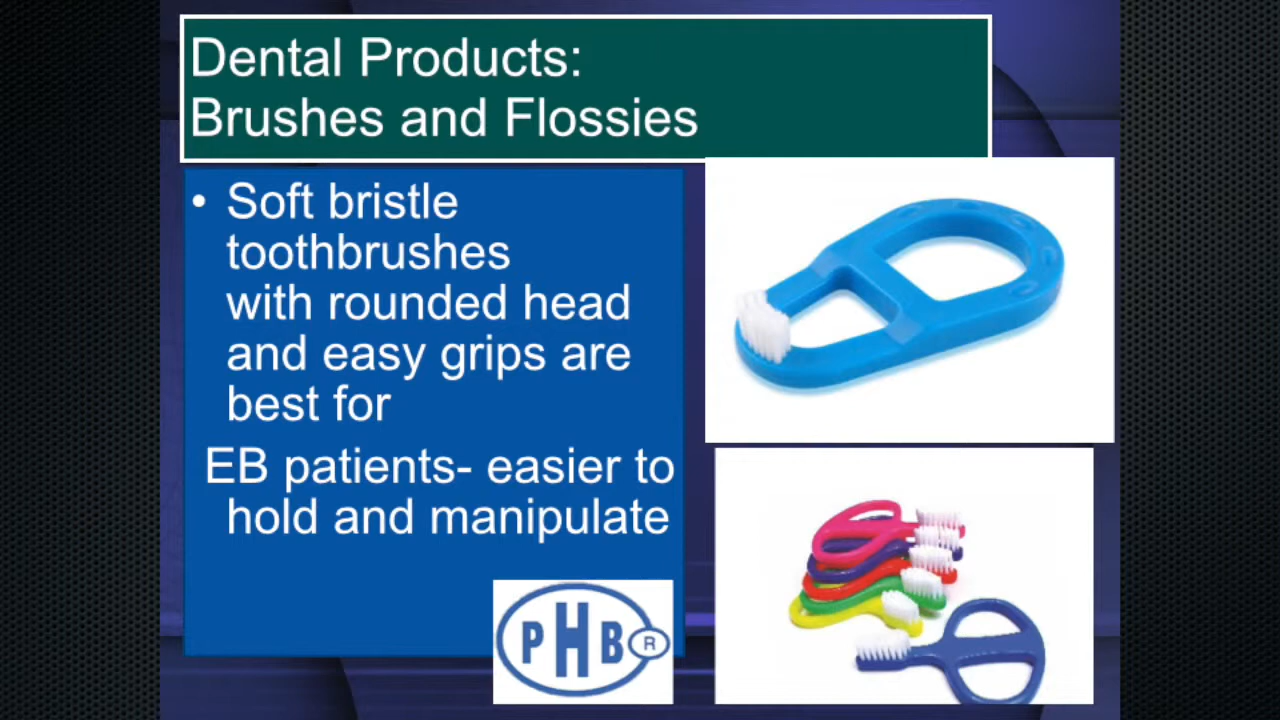 Dental Products:
Brushes and Flossies
• Soft bristle
toothbrushes
with rounded head
and easy grips are
best for
EB patients- easier to
hold and manipulate
PHB®